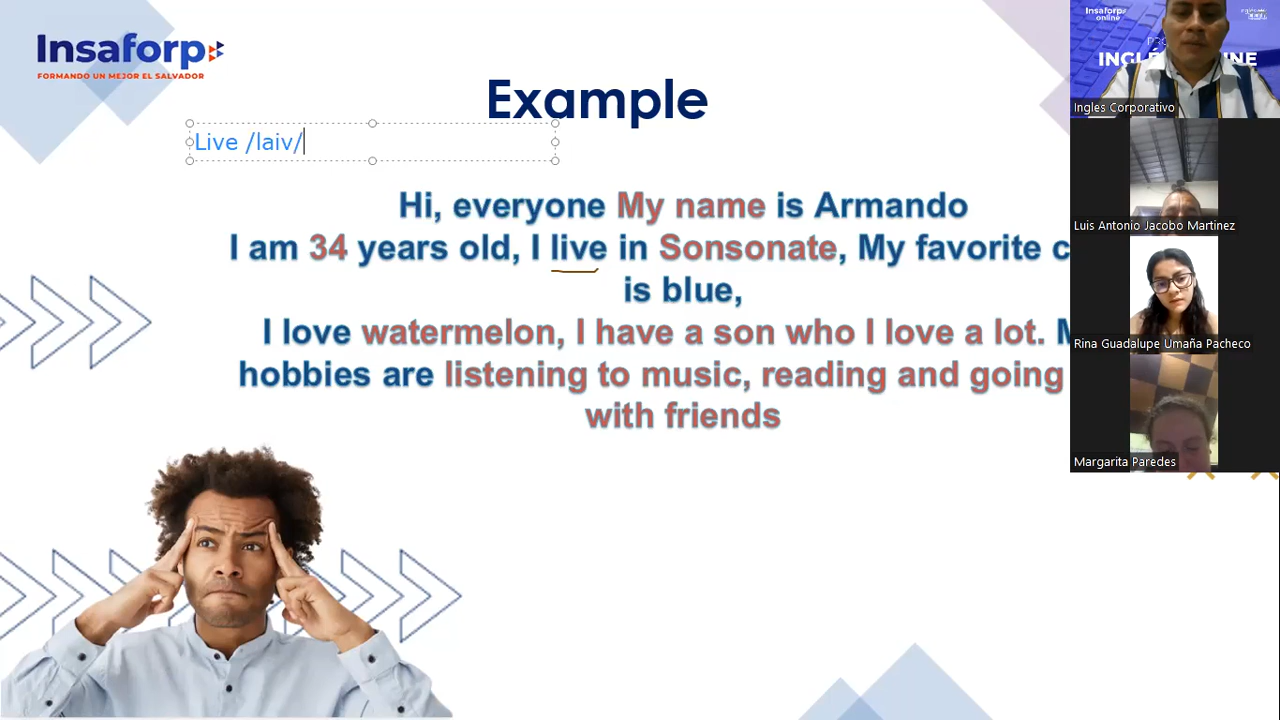 Insaforp
FORMANDO UN MEJOR EL SALVADOR
Example
Live /laiv/
Hi, everyone My name is Armando
I am 34 years old, I live in Sonsonate, My favorite c
is blue,
I love watermelon, I have a son who I love a lot.
hobbies are listening to music, reading and going
with friends
Insaforp
online
Ingles Corporativo
Luis Antonio Jacobo Martinez
Rina Guadalupe Umaña Pacheco
Margarita Paredes